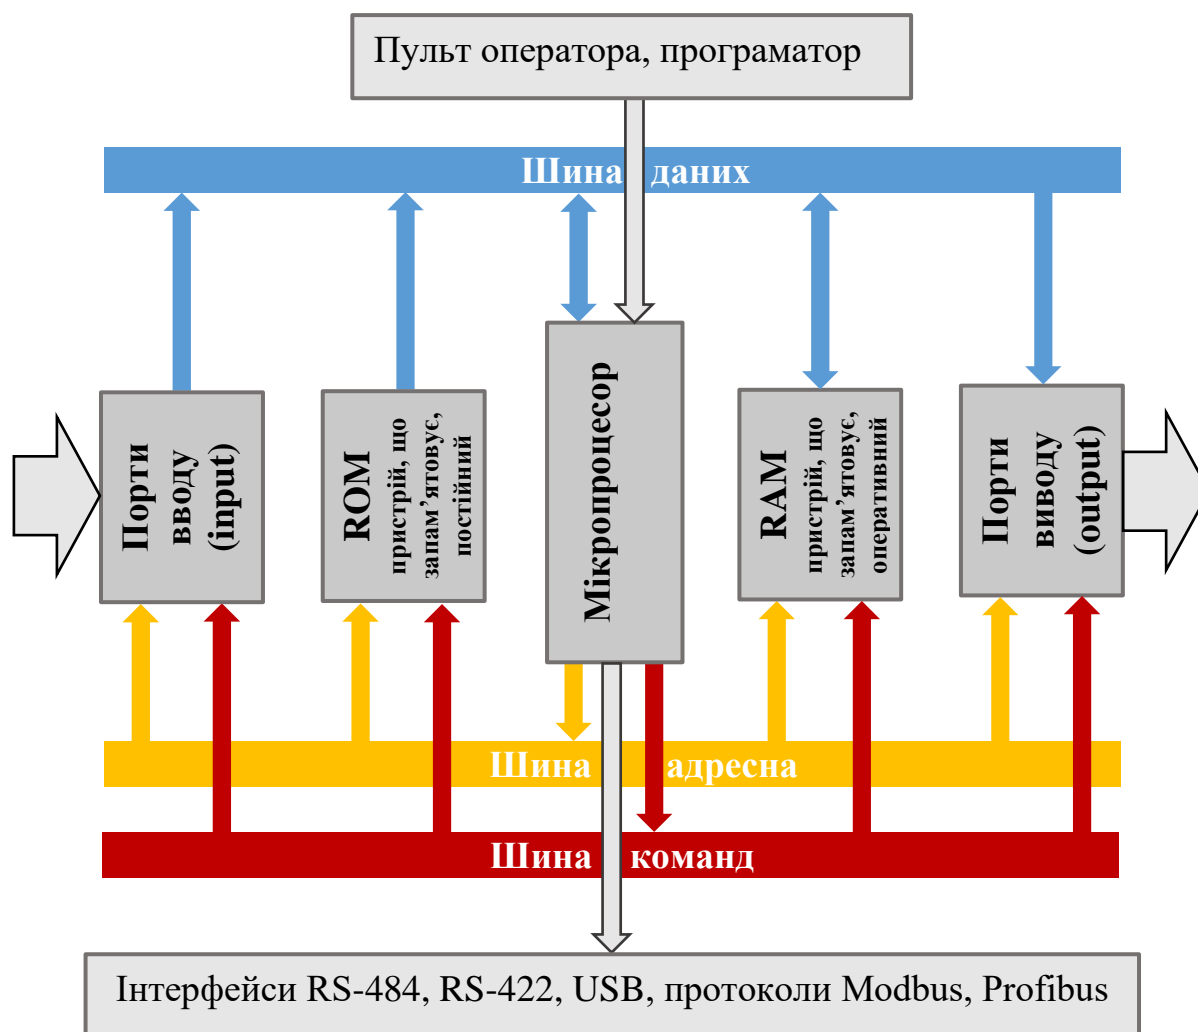 Пульт оператора, програматор
Шина даних
Порти
вводу
(input)
ROM
пристрій, що
запам’ятовує,
постійний
Мікропроцесор
RAM
пристрій, що
запам’ятовує,
оперативний
Порти
виводу
(output)
Шина адресна
Шина команд
Інтерфейси RS-484, RS-422, USB, протоколи Modbus, Profibus